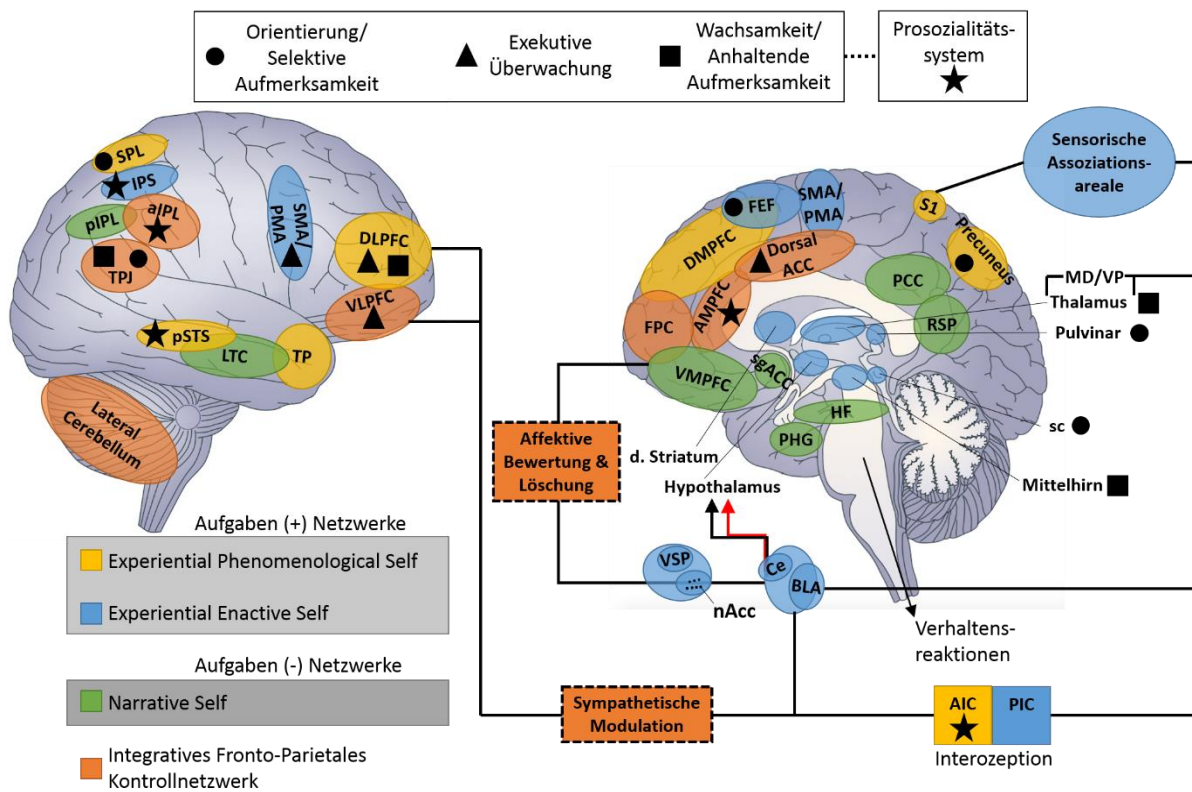 Orientierung/
Selektive
Aufmerksamkeit
Exekutive
Überwachung
Wachsamkeit/
Anhaltende
Aufmerksamkeit
Prosozialitäts-
system
SPL
IPS
pIPL
aIPL
TPJ
SMA/
PMA
DLPFC
VLPFC
pSTS
LTC
TP
Lateral
Cerebellum
Sensorische
Assoziations-
areale
FEF
SMA/
PMA
S1
DMPFC
Dorsal
ACC
Precuneus
PCC
AMPFC
FPC
RSP
MD/VP
Thalamus
Pulvinar
sgACC
VMPFC
HF
PHG
sc
Mittelhirn
Affektive
Bewertung &
Löschung
d. Striatum
Hypothalamus
VSP
Ce
BLA
nAcc
Verhaltens-
reaktionen
Aufgaben (+) Netzwerke
Experiential Phenomenological Self
Experiential Enactive Self
Aufgaben (-) Netzwerke
Narrative Self
Integratives Fronto-Parietales
Kontrollnetzwerk
Sympathetische
Modulation
AIC
PIC
Interozeption